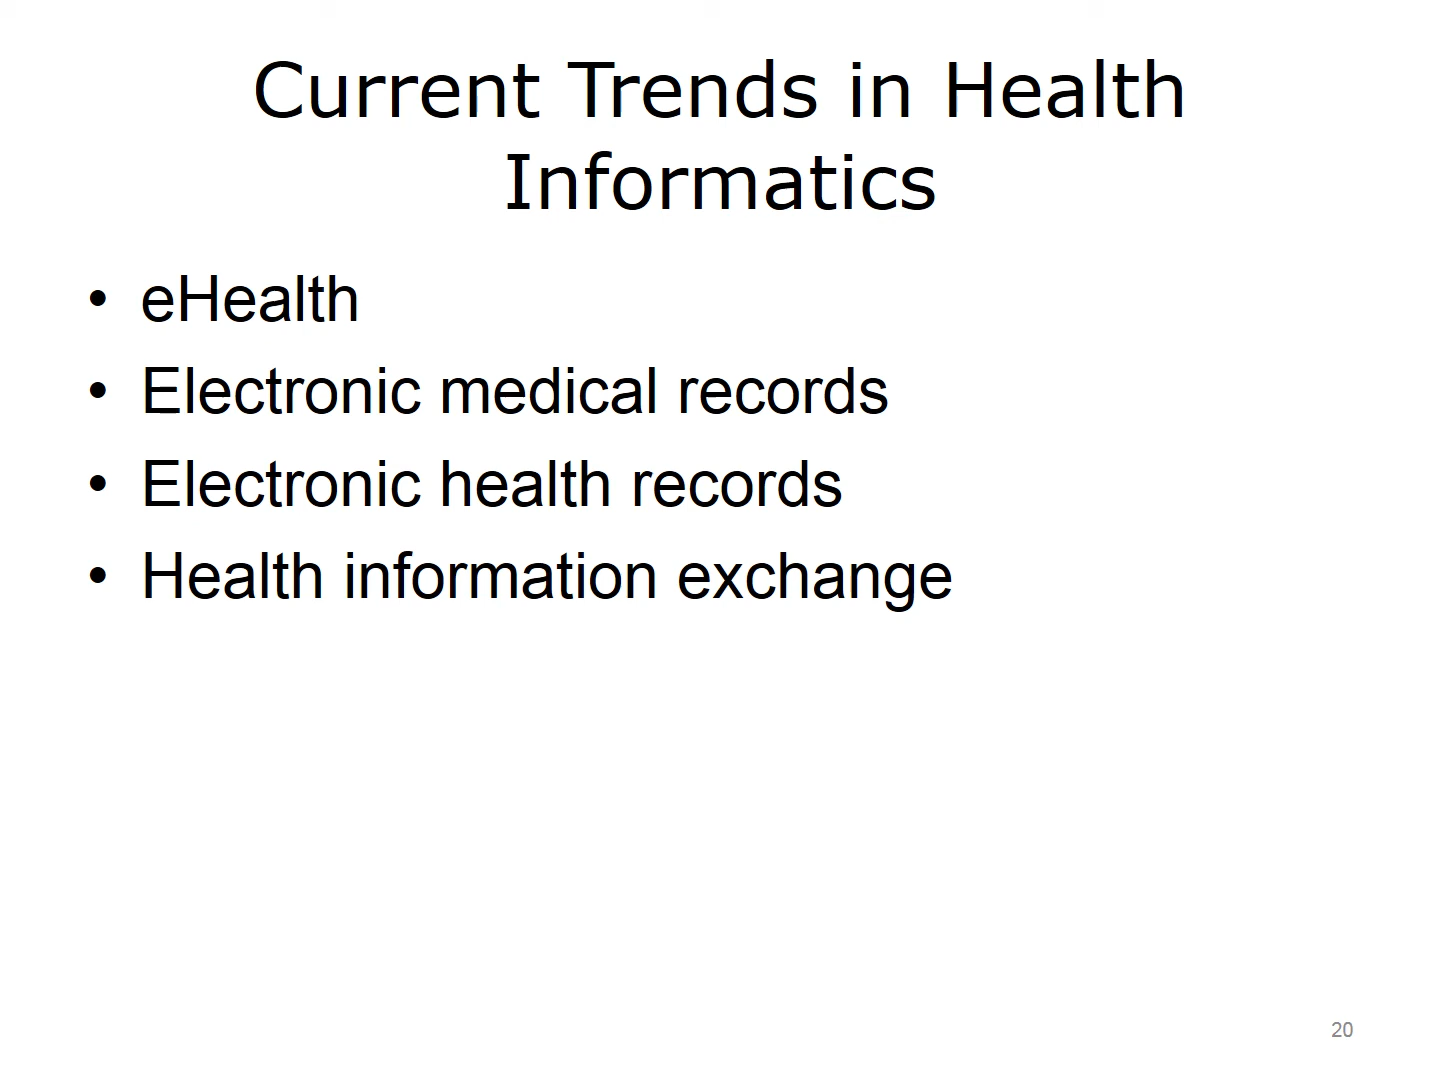 Current Trends in Health
Informatics
• eHealth
• Electronic medical records
• Electronic health records
• Health information exchange
20